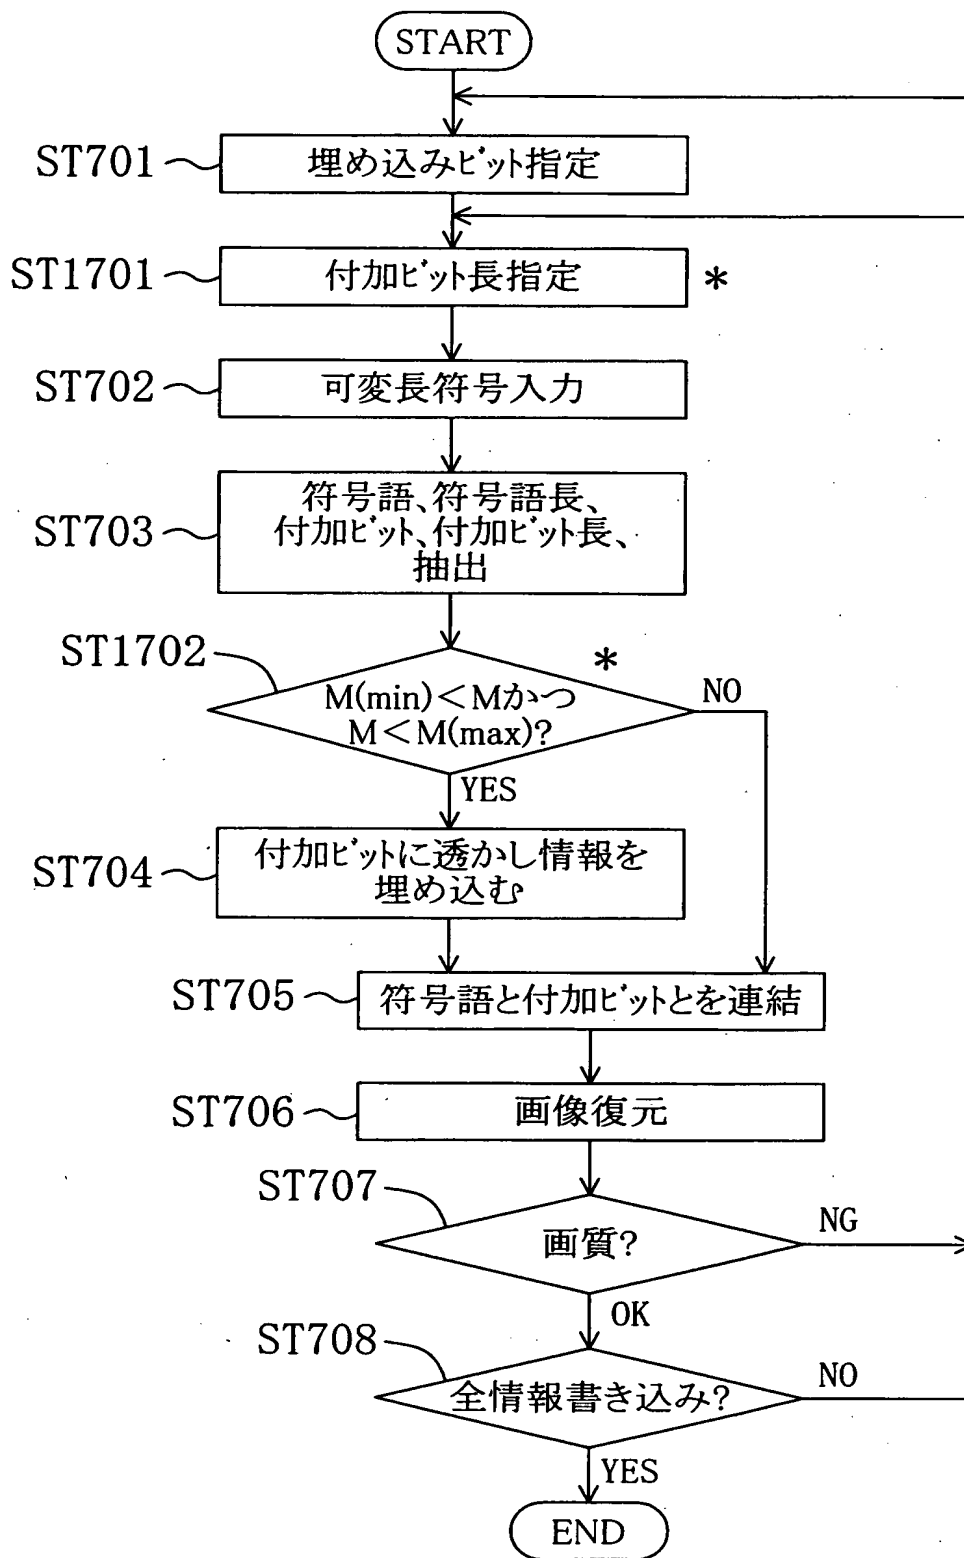 START
ST701
埋め込みビット指定
ST1701
付加ビット長指定
*
ST702
可変長符号入力
ST703
符号語、符号語長、
付加ビット、付加ビット長、
抽出
ST1702
*
M(min)<Mかつ
M<M(max)?
NO
YES
ST704
付加ビットに透かし情報を
埋め込む
ST705
符号語と付加ビットとを連結
ST706
画像復元
ST707
画質?
NG
OK
ST708
全情報書き込み?
NO
YES
END